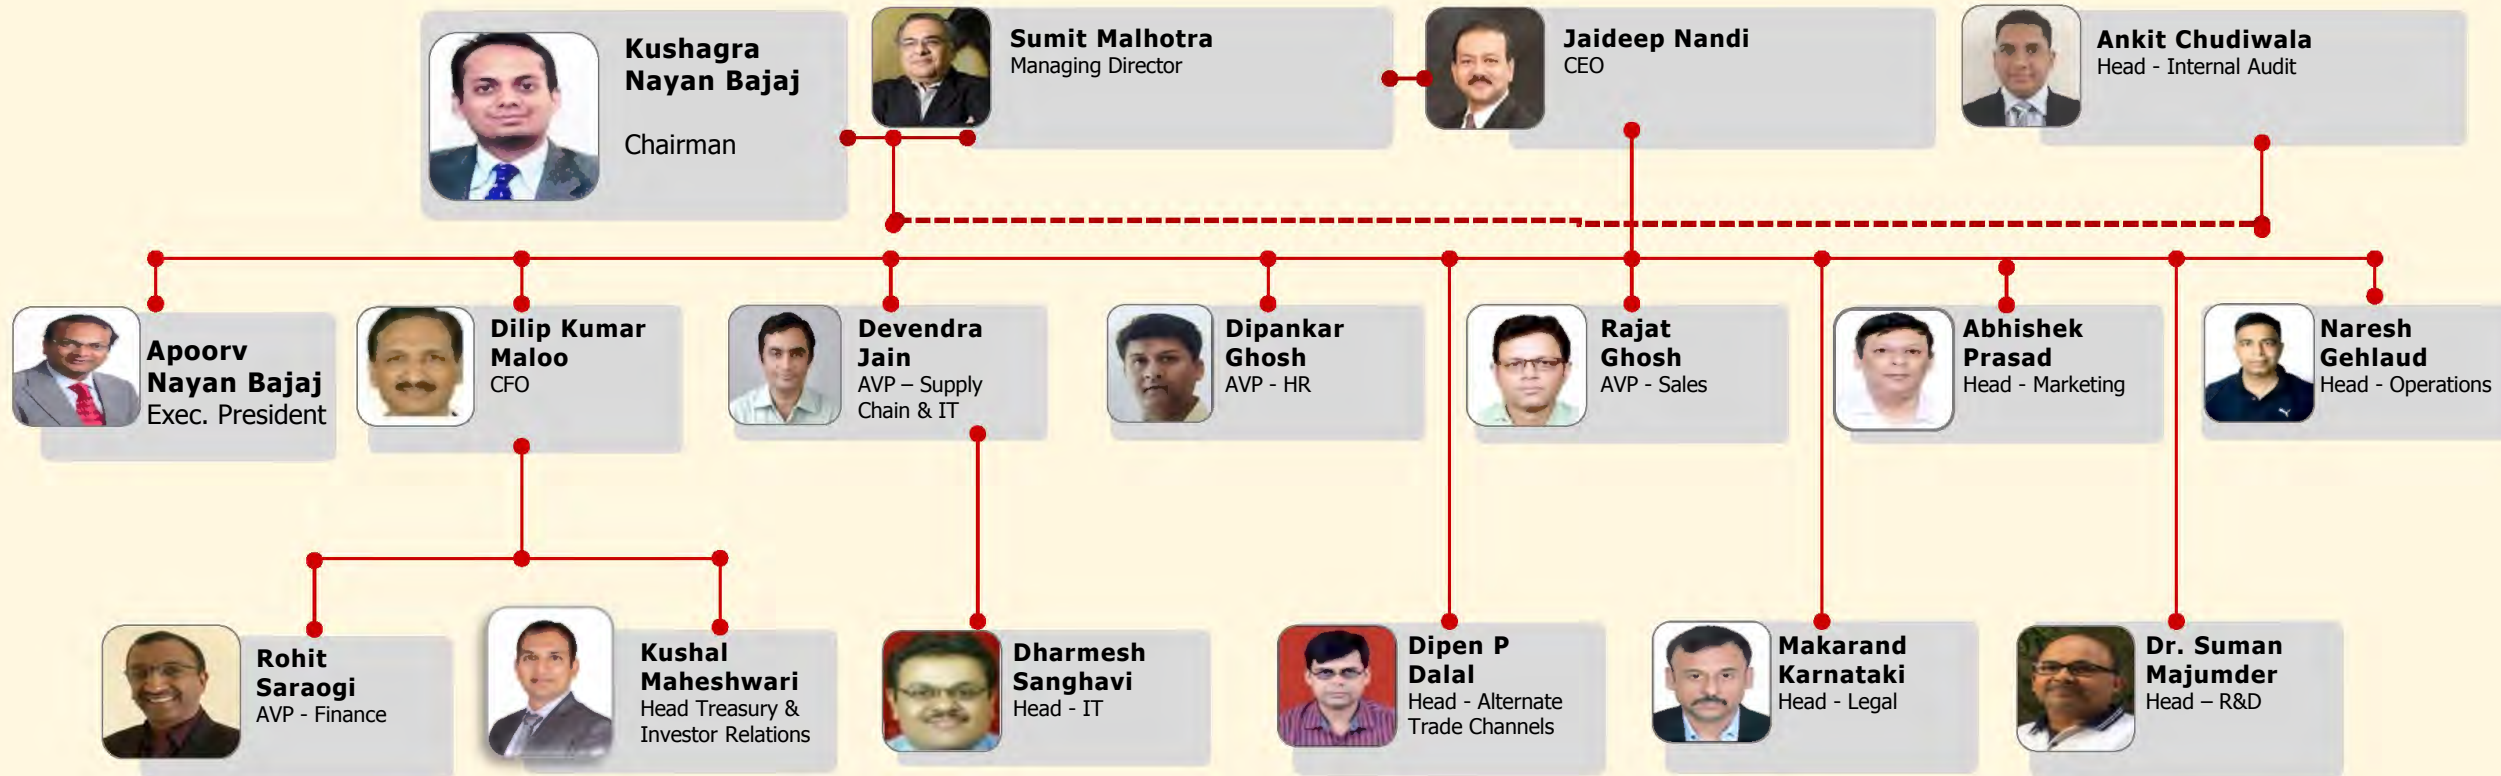 Kushagra
Nayan Bajaj
Chairman
Sumit Malhotra
Managing Director
Jaideep Nandi
CEO
Ankit Chudiwala
Head - Internal Audit
Apoorv
Nayan Bajaj
Exec. President
Dilip Kumar
Maloo
CFO
Devendra
Jain
AVP – Supply
Chain & IT
Dipankar
Ghosh
AVP - HR
Rajat
Ghosh
AVP - Sales
Abhishek
Prasad
Head - Marketing
Naresh
Gehlaud
Head - Operations
Rohit
Saraogi
AVP - Finance
Kushal
Maheshwari
Head Treasury &
Investor Relations
Dharmesh
Sanghavi
Head - IT
Dipen P
Dalal
Head - Alternate
Trade Channels
Makarand
Karnataki
Head - Legal
Dr. Suman
Majumder
Head – R&D